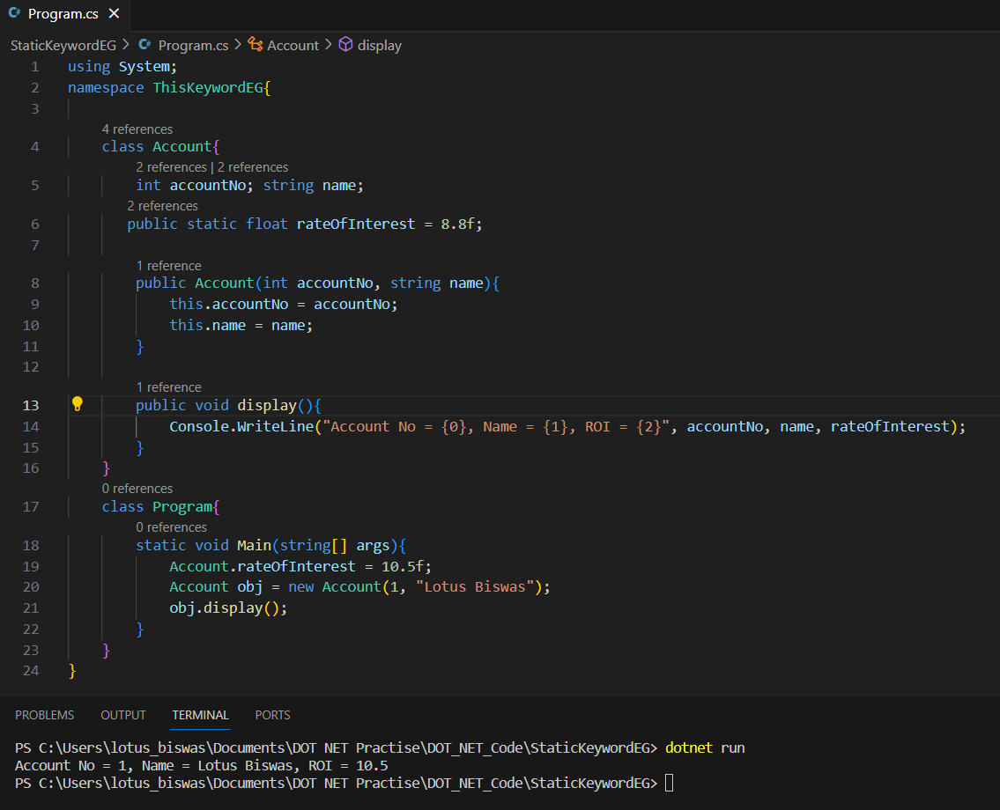 Program.cs
StaticKeywordEG > Program.cs > Account > display
1 using System;
2 namespace ThisKeywordEG{
3
4 references
4 class Account{
2 references | 2 references
5 int accountNo; string name;
2 references
6 public static float rateOfInterest = 8.8f;
7
1 reference
8 public Account(int accountNo, string name){
9 this.accountNo = accountNo;
10 this.name = name;
11 }
12
1 reference
13 public void display(){
14 Console.WriteLine("Account No = {0}, Name = {1}, ROI = {2}", accountNo, name, rateOfInterest);
15 }
16 }
0 references
17 class Program{
0 references
18 static void Main(string[] args){
19 Account.rateOfInterest = 10.5f;
20 Account obj = new Account(1, "Lotus Biswas");
21 obj.display();
22 }
23 }
24 }
PROBLEMS OUTPUT TERMINAL PORTS
PS C:\Users\lotus_biswas\Documents\DOT NET Practise\DOT_NET_Code\StaticKeywordEG> dotnet run
Account No = 1, Name = Lotus Biswas, ROI = 10.5
PS C:\Users\lotus_biswas\Documents\DOT NET Practise\DOT_NET_Code\StaticKeywordEG>